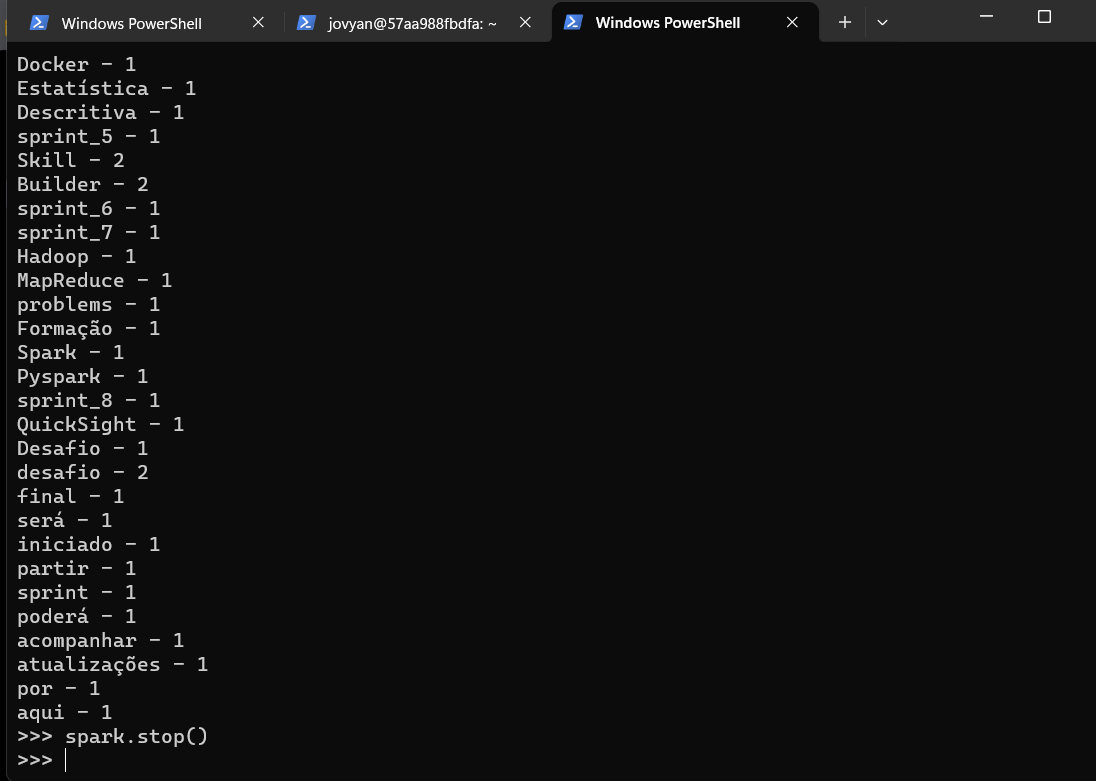 Windows PowerShell
jovyan@57aa988fbdfa: ~
Windows PowerShell
Docker - 1
Estatística - 1
Descritiva - 1
sprint_5 - 1
Skill - 2
Builder - 2
sprint_6 - 1
sprint_7 - 1
Hadoop - 1
MapReduce - 1
problems - 1
Formação - 1
Spark - 1
Pyspark - 1
sprint_8 - 1
QuickSight - 1
Desafio - 1
desafio - 2
final - 1
será - 1
iniciado - 1
partir - 1
sprint - 1
poderá - 1
acompanhar - 1
atualizações - 1
por - 1
aqui - 1
>>> spark.stop()
>>>